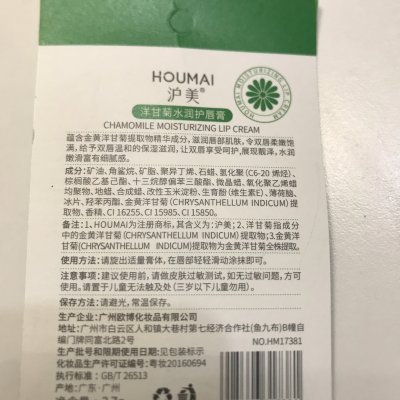 HOUMAI
沪美®
洋甘菊水润护唇膏
CHAMOMILE MOISTURIZING LIP CREAM
HOUMAI MOISTURIZING LIP CREAM
蕴含金黄洋甘菊提取物精华成分,滋润唇部肌肤,令双唇柔嫩饱
满,给予双唇温和的保湿滋润,让双唇享受呵护,展现靓泽,水润
嫩滑富有细腻感。
成分:矿油、角鲨烷、矿脂、聚异丁烯、石蜡、氢化聚(C6-20 烯烃)、
棕榈酸乙基己酯、十三烷醇偏苯三酸酯、微晶蜡、氧化乙烯蜡
均聚物、地蜡、合成蜡、改性玉米淀粉、生育酚(维生素E)、薄荷脑、
冰片、羟苯丙酯、金黄洋甘菊(CHRYSANTHELLUM INDICUM)提
取物、香精、CI 16255、CI 15985、CI 15850。
备注:1、HOUMAI为注册商标,其含义为:沪美;2、洋甘菊指成分
中的金黄洋甘菊(CHRYSANTHELLUM INDICUM)提取物;3.金黄洋
甘菊(CHRYSANTHELLUM INDICUM)提取物为金黄洋甘菊全株提取。
使用方法:请旋出适量膏体,在唇部轻轻滑动涂抹即可。
注意事项:建议使用前,请做皮肤过敏测试,如无过敏问题,方可
使用。请置于儿童无法触及处(三岁以下儿童勿用)。
保存方法:请避光,常温保存。
生产企业:广州欧博化妆品有限公司
地址:广州市白云区人和镇大巷村第七经济合作社(鱼九布)B幢自
编门牌同富北路2号
生产批号和限期使用日期:见包装标示
化妆品生产许可证编号:粤妆20160694
执行标准:GB/T 26513
产地:广东·广州
NO.HM17381